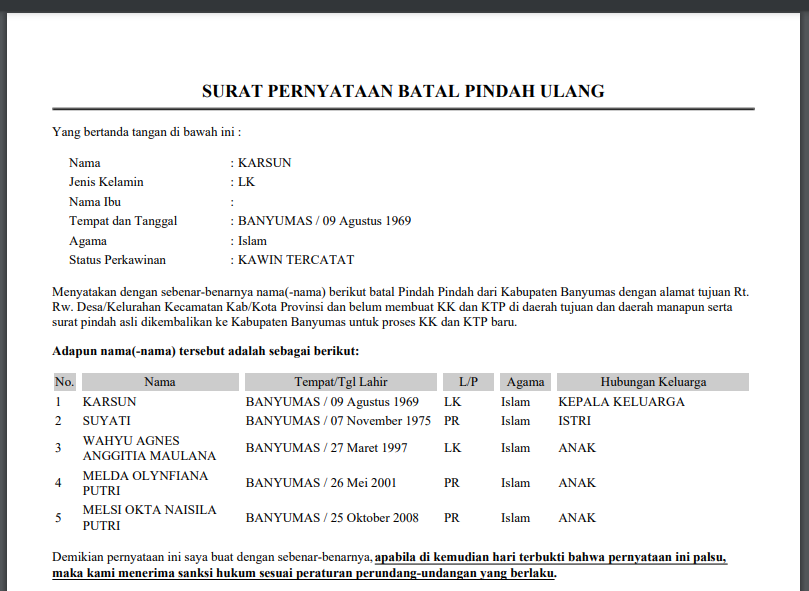 SURAT PERNYATAAN BATAL PINDAH ULANG
Yang bertanda tangan di bawah ini :
Nama : KARSUN
Jenis Kelamin : LK
Nama Ibu :
Tempat dan Tanggal : BANYUMAS / 09 Agustus 1969
Agama : Islam
Status Perkawinan : KAWIN TERCATAT
Menyatakan dengan sebenar-benarnya nama(-nama) berikut batal Pindah Pindah dari Kabupaten Banyumas dengan alamat tujuan Rt.
Rw. Desa/Kelurahan Kecamatan Kab/Kota Provinsi dan belum membuat KK dan KTP di daerah tujuan dan daerah manapun serta
surat pindah asli dikembalikan ke Kabupaten Banyumas untuk proses KK dan KTP baru.
Adapun nama(-nama) tersebut adalah sebagai berikut:
No. Nama Tempat/Tgl Lahir L/P Agama Hubungan Keluarga
1 KARSUN BANYUMAS / 09 Agustus 1969 LK Islam KEPALA KELUARGA
2 SUYATI BANYUMAS / 07 November 1975 PR Islam ISTRI
3 WAHYU AGNES
ANGGITIA MAULANA BANYUMAS / 27 Maret 1997 LK Islam ANAK
4 MELDA OLYNFIANA
PUTRI BANYUMAS / 26 Mei 2001 PR Islam ANAK
5 MELSI OKTA NAISILA
PUTRI BANYUMAS / 25 Oktober 2008 PR Islam ANAK
Demikian pernyataan ini saya buat dengan sebenar-benarnya, apabila di kemudian hari terbukti bahwa pernyataan ini palsu,
maka kami menerima sanksi hukum sesuai peraturan perundang-undangan yang berlaku.